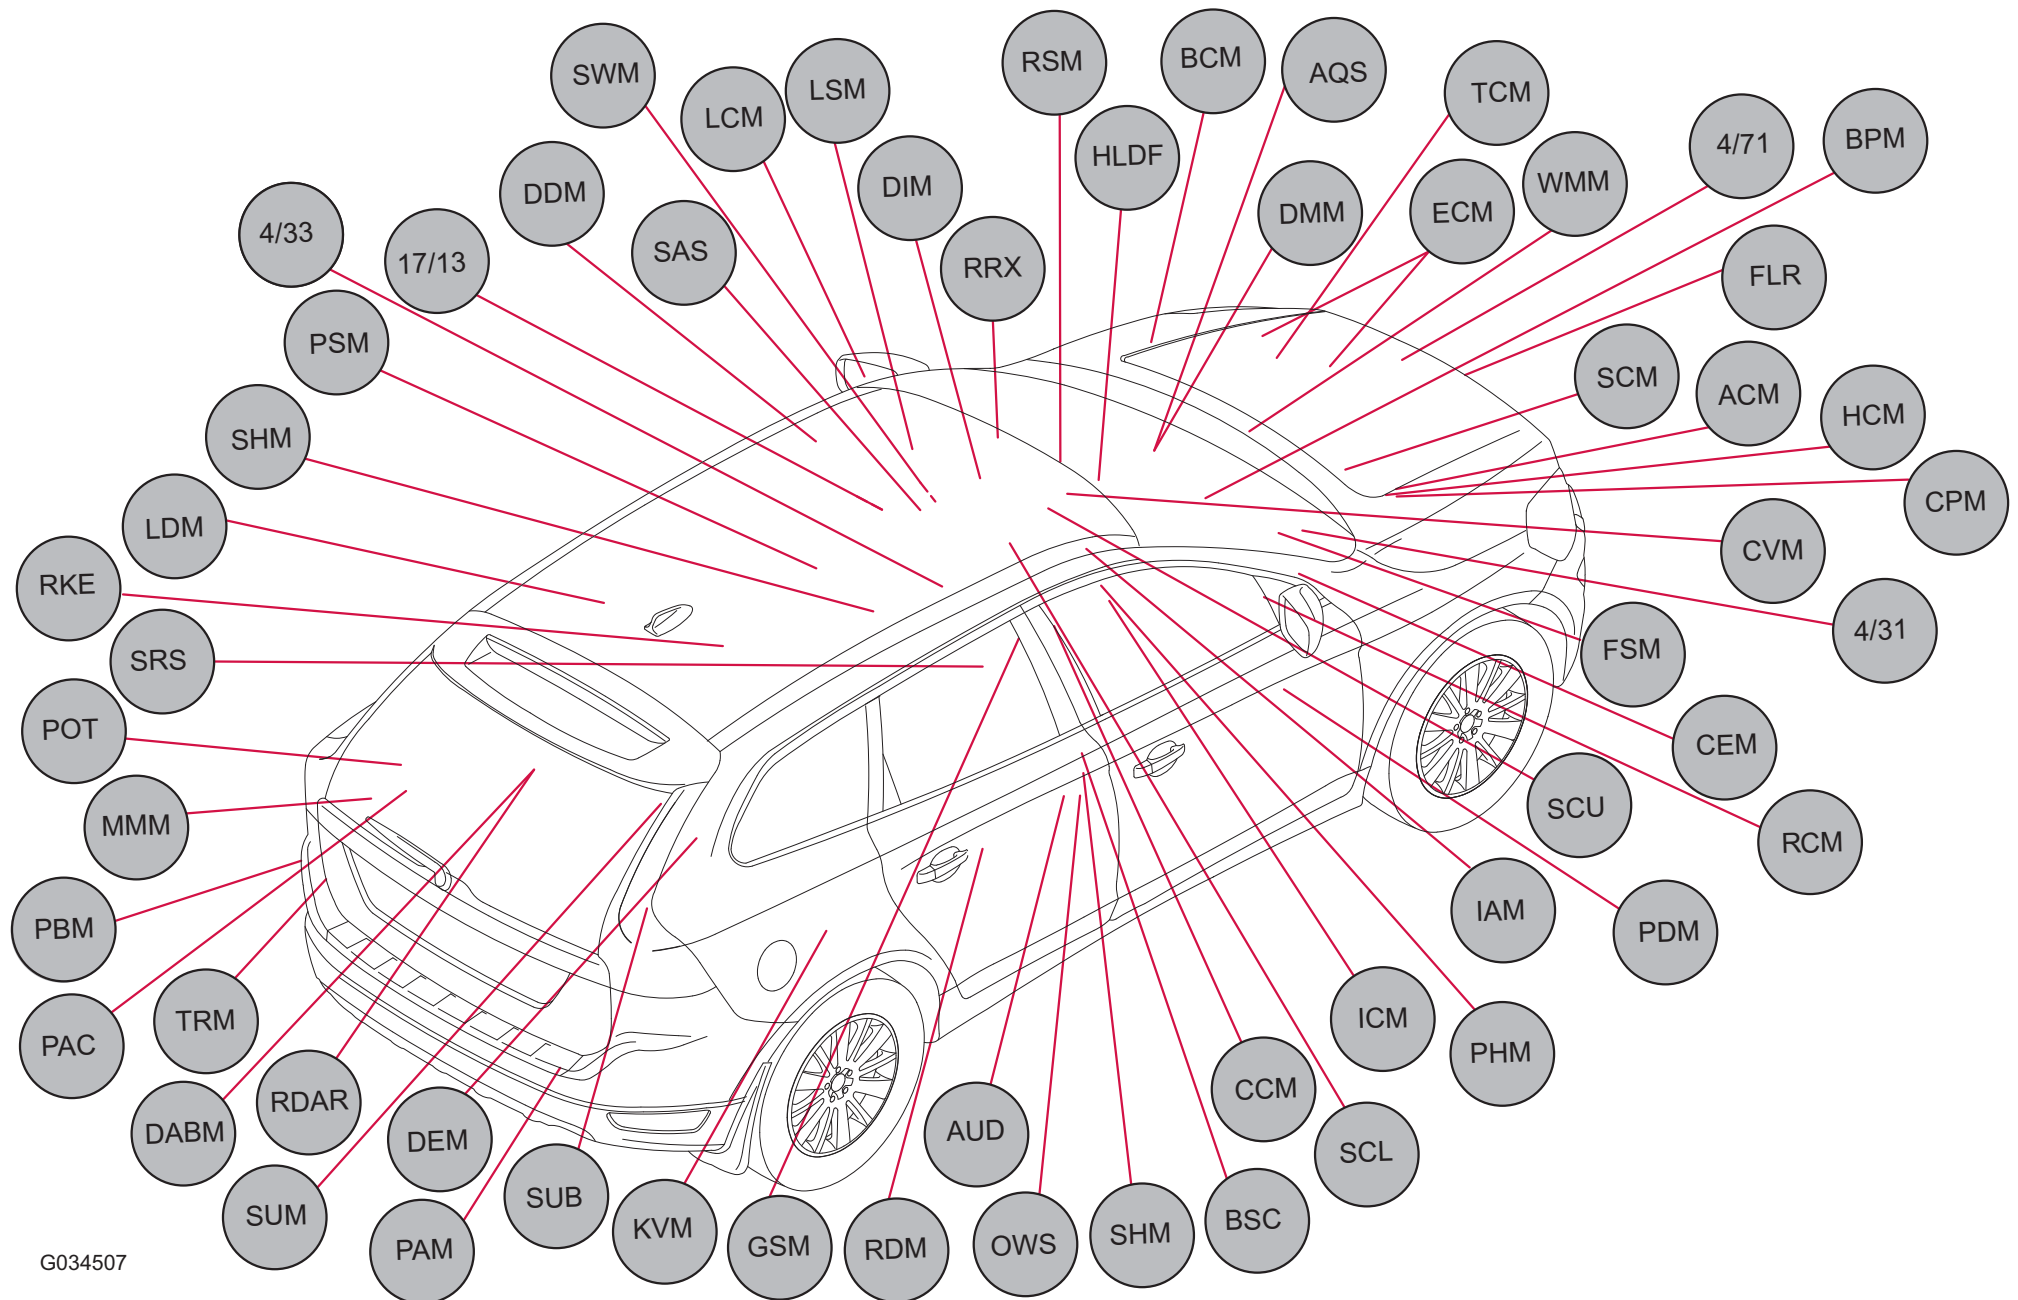 SWM
LCM
LSM
RSM
BCM
AQS
TCM
4/71
BPM
DDM
DIM
HLDF
DMM
ECM
WMM
4/33
17/13
SAS
RRX
FLR
PSM
SCM
ACM
HCM
SHM
CPM
LDM
CVM
RKE
4/31
SRS
FSM
POT
CEM
MMM
SCU
RCM
PBM
IAM
PDM
PAC
TRM
ICM
PHM
DABM
RDAR
DEM
AUD
CCM
SCL
SUM
PAM
SUB
KVM
GSM
RDM
OWS
SHM
BSC
G034507